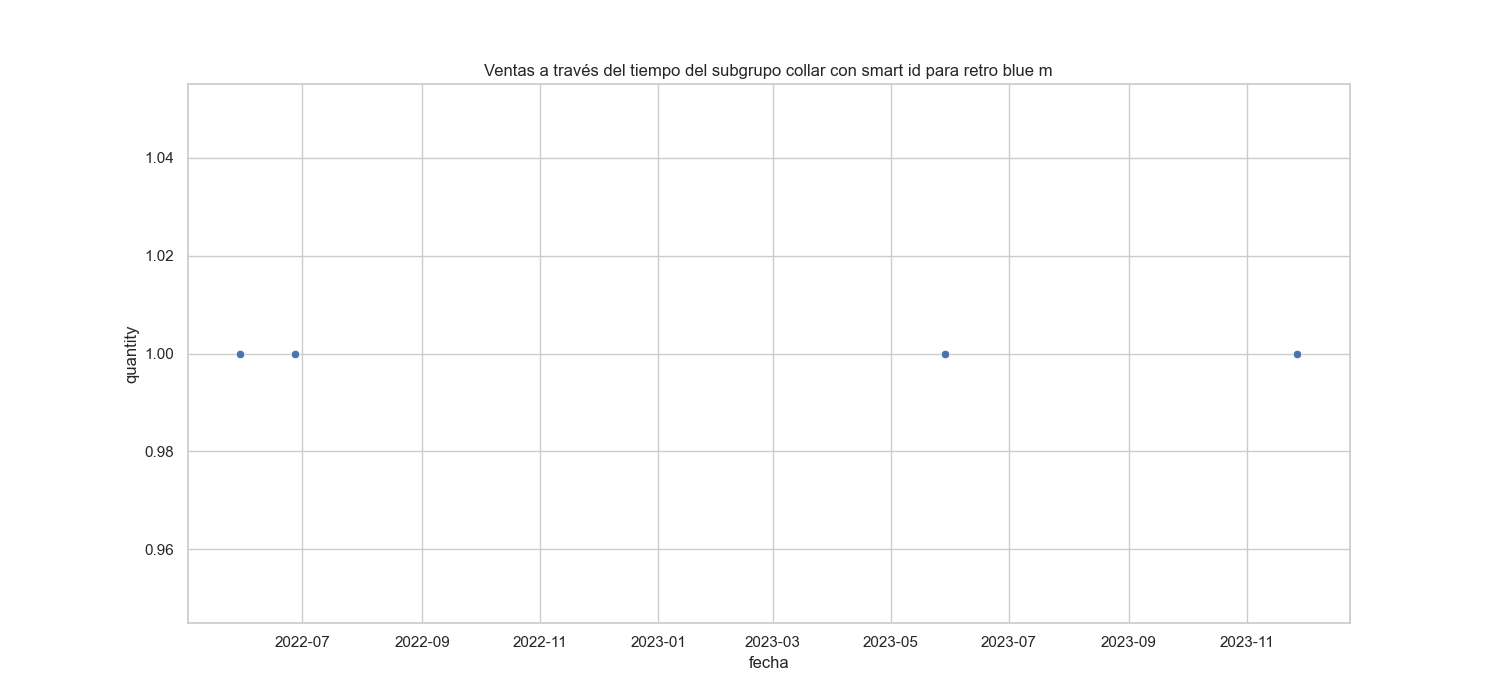 Ventas a través del tiempo del subgrupo collar con smart id para retro blue m
1.04
1.02
1.00
0.98
0.96
quantity
2022-07 2022-09 2022-11 2023-01 2023-03 2023-05 2023-07 2023-09 2023-11
fecha